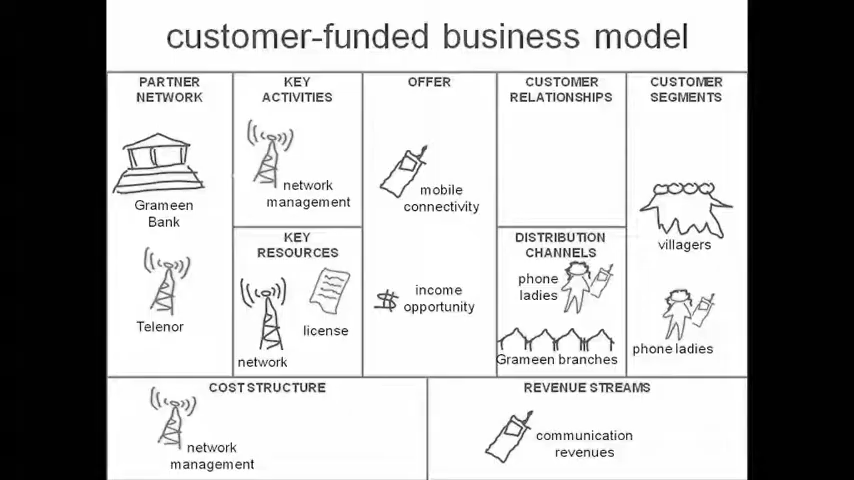 customer-funded business model
PARTNER
NETWORK
Grameen
Bank
Telenor
KEY
ACTIVITIES
network
management
KEY
RESOURCES
license
network
OFFER
mobile
connectivity
income
opportunity
CUSTOMER
RELATIONSHIPS
DISTRIBUTION
CHANNELS
phone
ladies
Grameen branches
CUSTOMER
SEGMENTS
villagers
phone ladies
COST STRUCTURE
network
management
REVENUE STREAMS
communication
revenues